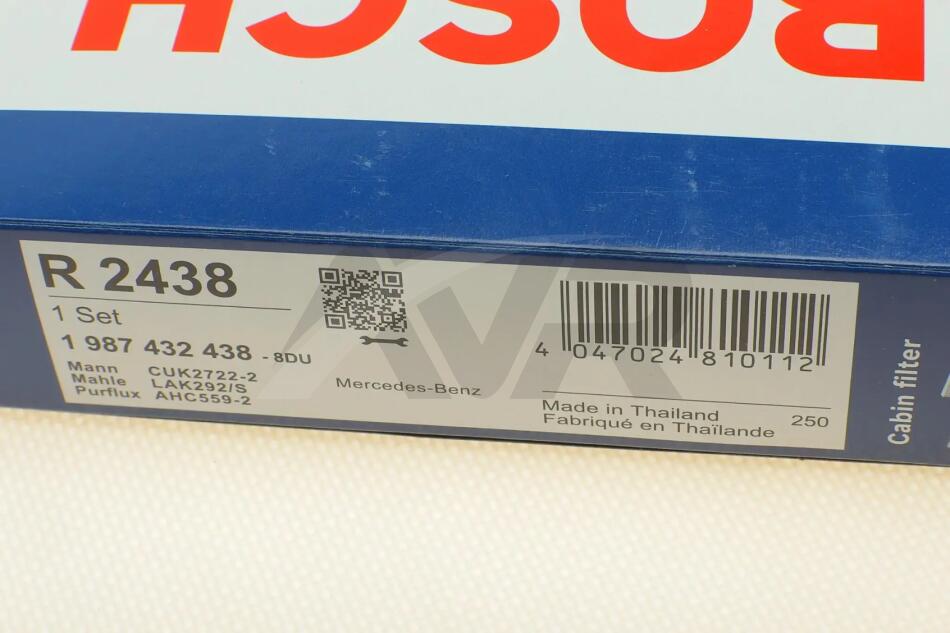 BOSCH
R 2438
1 Set
1 987 432 438 - 8DU
Mann CUK2722-2
Mahle LAK292/S
Purflux AHC559-2
Mercedes-Benz
4 047024 810112
Made in Thailand
Fabriqué en Thaïlande
250
Cabin filter
AVR